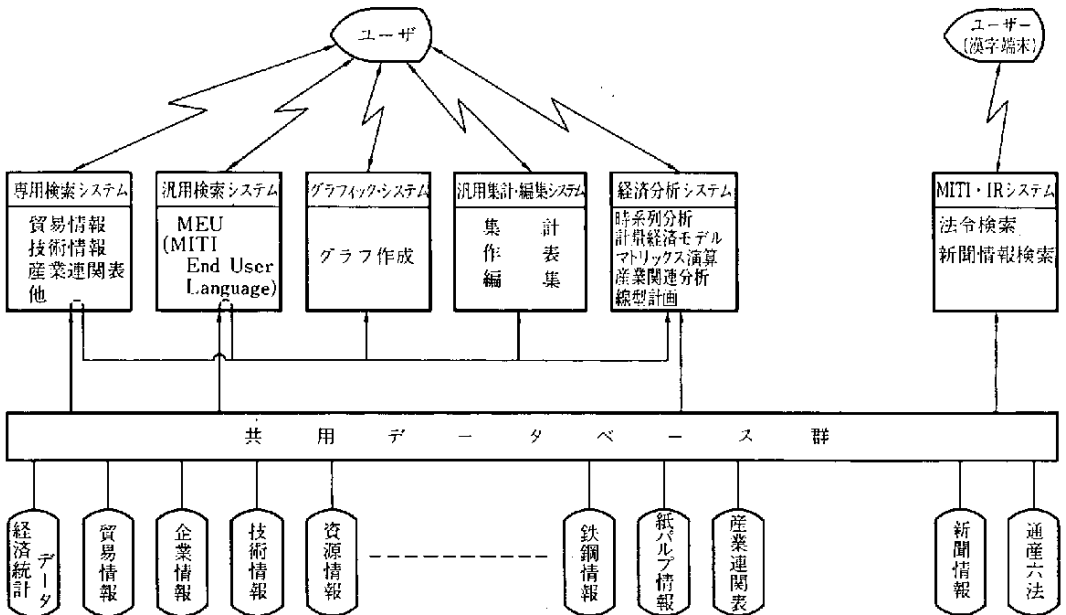 ユーザ
ユーザー
(漢字端末)
専用検索システム
貿易情報
技術情報
産業連関表
他
汎用検索システム
MEU
(MITI
End User
Language)
グラフィック・システム
グラフ作成
汎用集計・編集システム
集計
作表
編集
経済分析システム
時系列分析
計量経済モデル
マトリックス演算
産業関連分析
線型計画
MITI・IRシステム
法令検索
新聞情報検索
共用データベース群
経済統計
データ
貿易情報
企業情報
技術情報
資源情報
鉄鋼情報
紙パルプ情報
産業連関表
新聞情報
通産六法